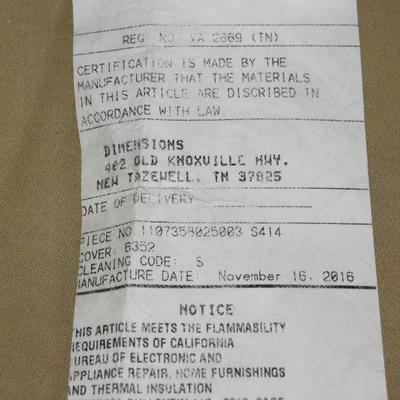 REG. NO. VA 2669 (TN)
CERTIFICATION IS MADE BY THE
MANUFACTURER THAT THE MATERIALS
IN THIS ARTICLE ARE DISCRIBED IN
ACCORDANCE WITH LAW.
DIMENSIONS
402 OLD KNOXVILLE HWY.
NEW TAZEWELL, TN 37825
DATE OF DELIVERY
PIECE NO 1107358025003 S414
COVER: 6352
CLEANING CODE: S
MANUFACTURE DATE: November 16, 2016
NOTICE
THIS ARTICLE MEETS THE FLAMMABILITY
REQUIREMENTS OF CALIFORNIA
BUREAU OF ELECTRONIC AND
APPLIANCE REPAIR, HOME FURNISHINGS
AND THERMAL INSULATION